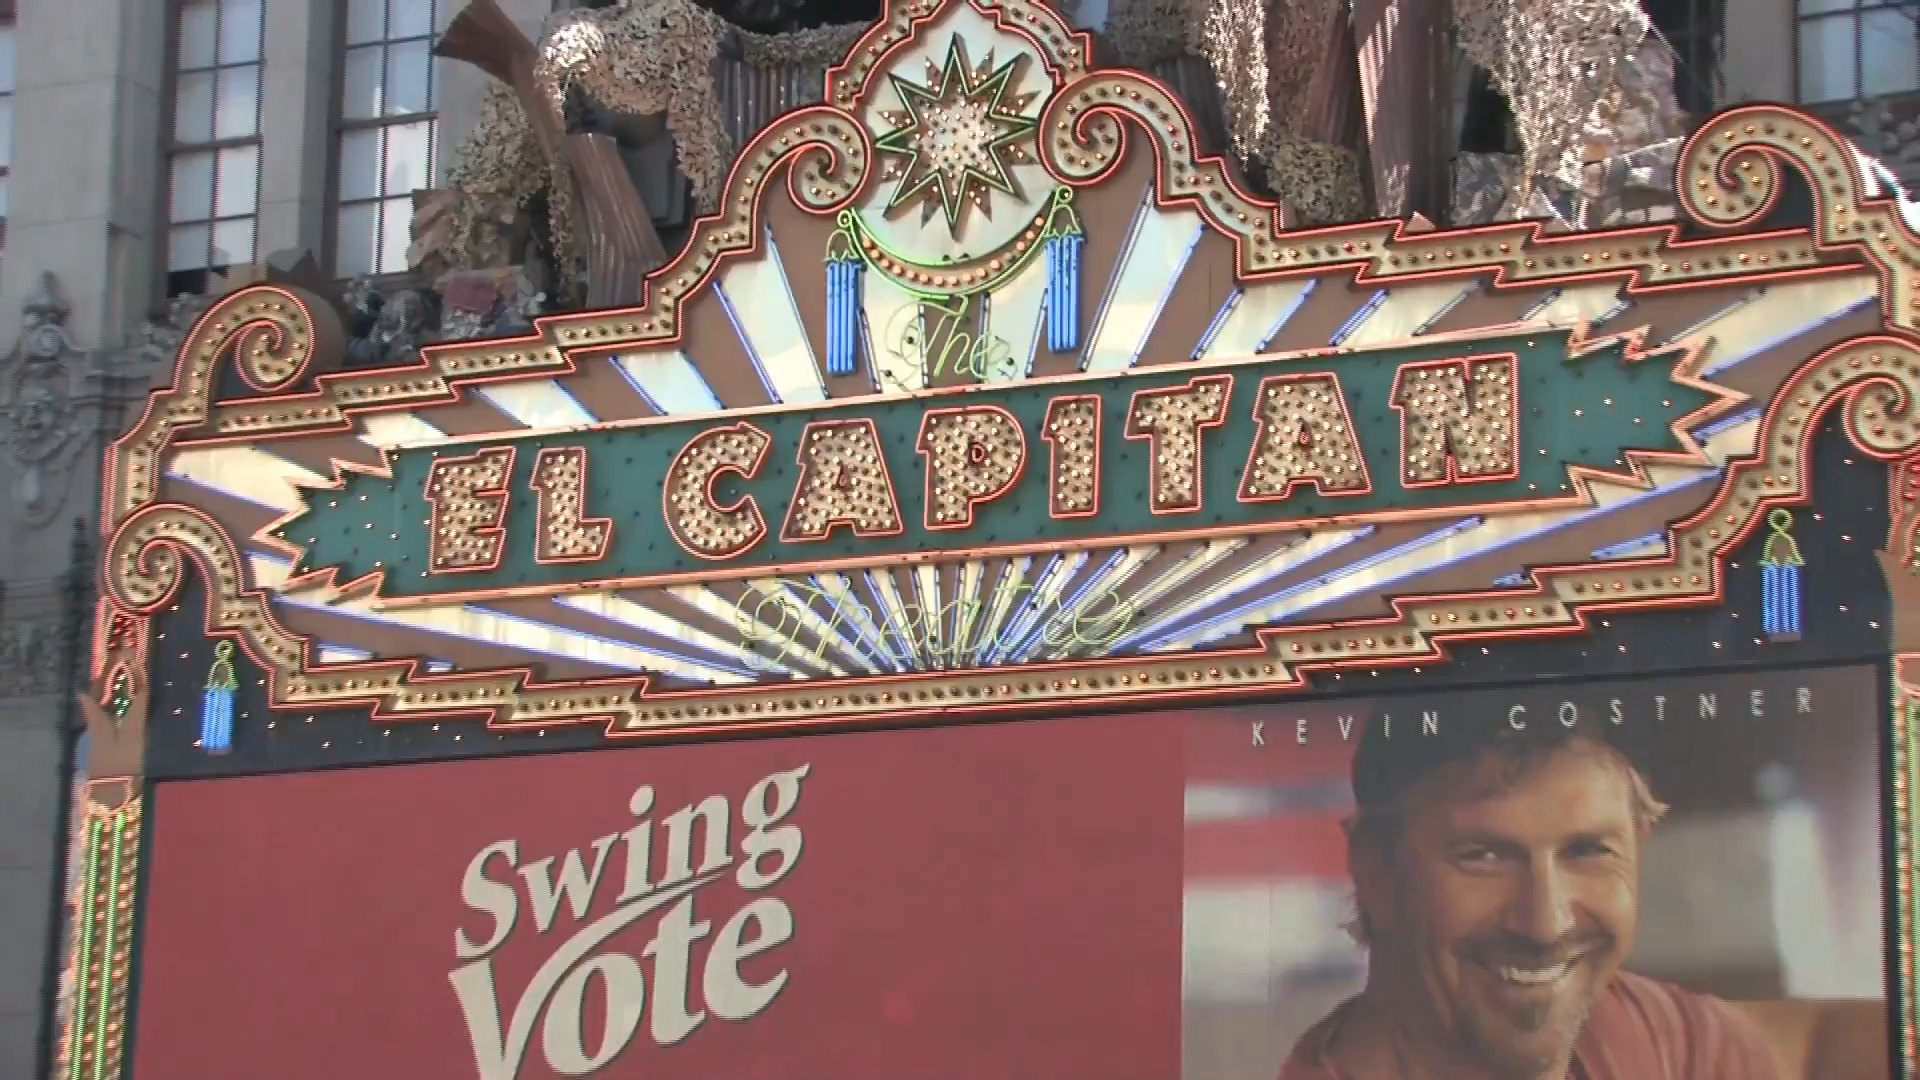 The
EL CAPITAN
Theatre
KEVIN COSTNER
Swing
Vote